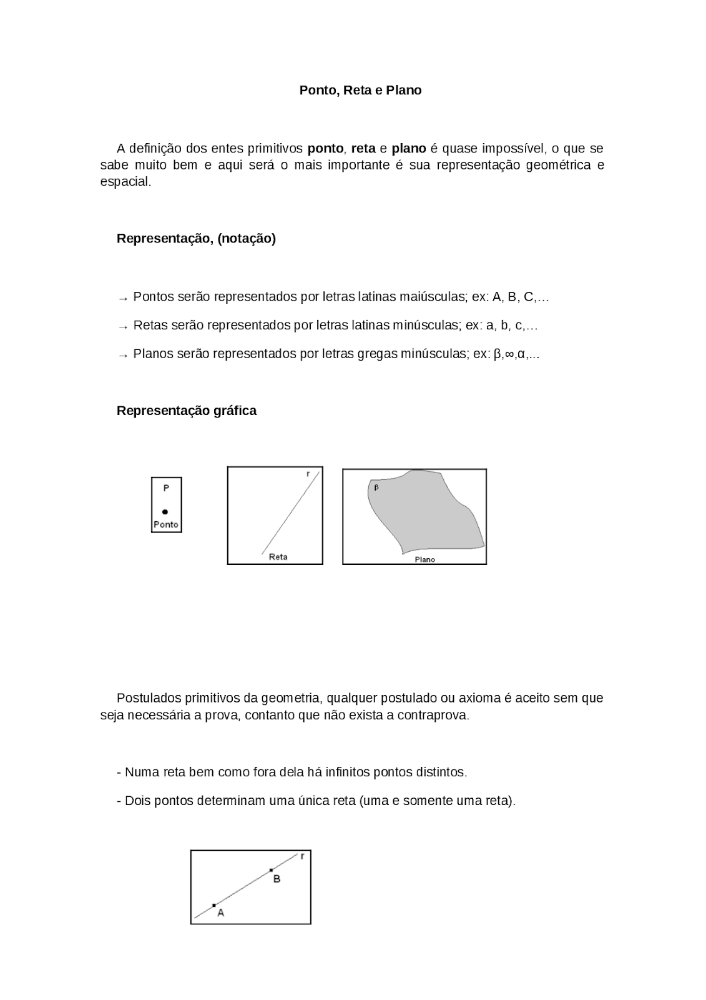 Ponto, Reta e Plano
A definição dos entes primitivos ponto, reta e plano é quase impossível, o que se
sabe muito bem e aqui será o mais importante é sua representação geométrica e
espacial.
Representação, (notação)
→ Pontos serão representados por letras latinas maiúsculas; ex: A, B, C,…
→ Retas serão representados por letras latinas minúsculas; ex: a, b, c,…
→ Planos serão representados por letras gregas minúsculas; ex: β,∞,α,...
Representação gráfica
P
Ponto
r
Reta
β
Plano
Postulados primitivos da geometria, qualquer postulado ou axioma é aceito sem que
seja necessária a prova, contanto que não exista a contraprova.
- Numa reta bem como fora dela há infinitos pontos distintos.
- Dois pontos determinam uma única reta (uma e somente uma reta).
r
B
A